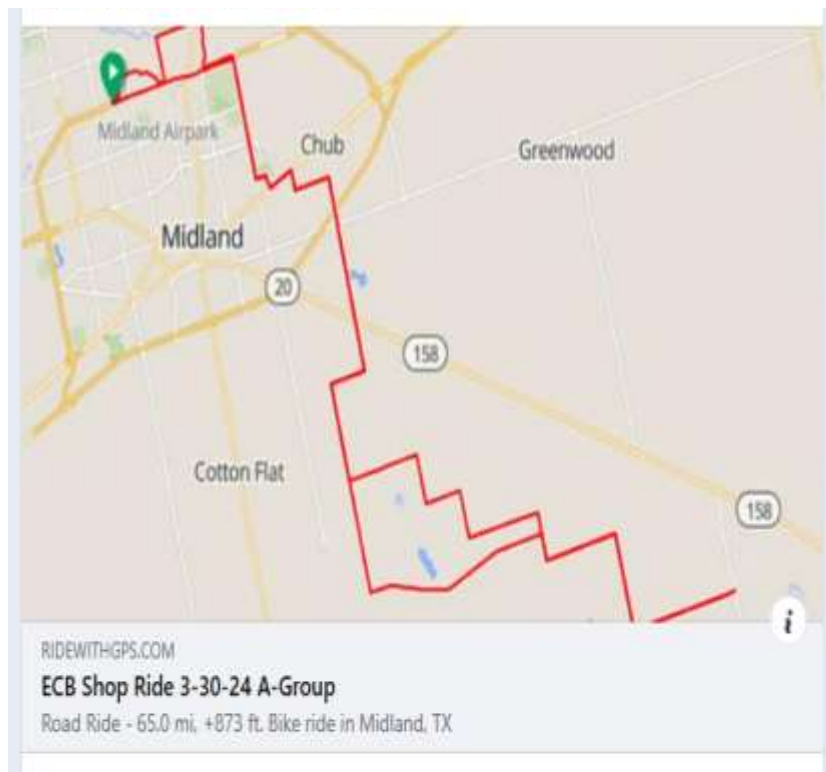 Midland Airpark
Chub
Greenwood
Midland
20
158
Cotton Flat
158
i
RIDEWITHGPS.COM
ECB Shop Ride 3-30-24 A-Group
Road Ride - 65.0 mi, +873 ft. Bike ride in Midland, TX